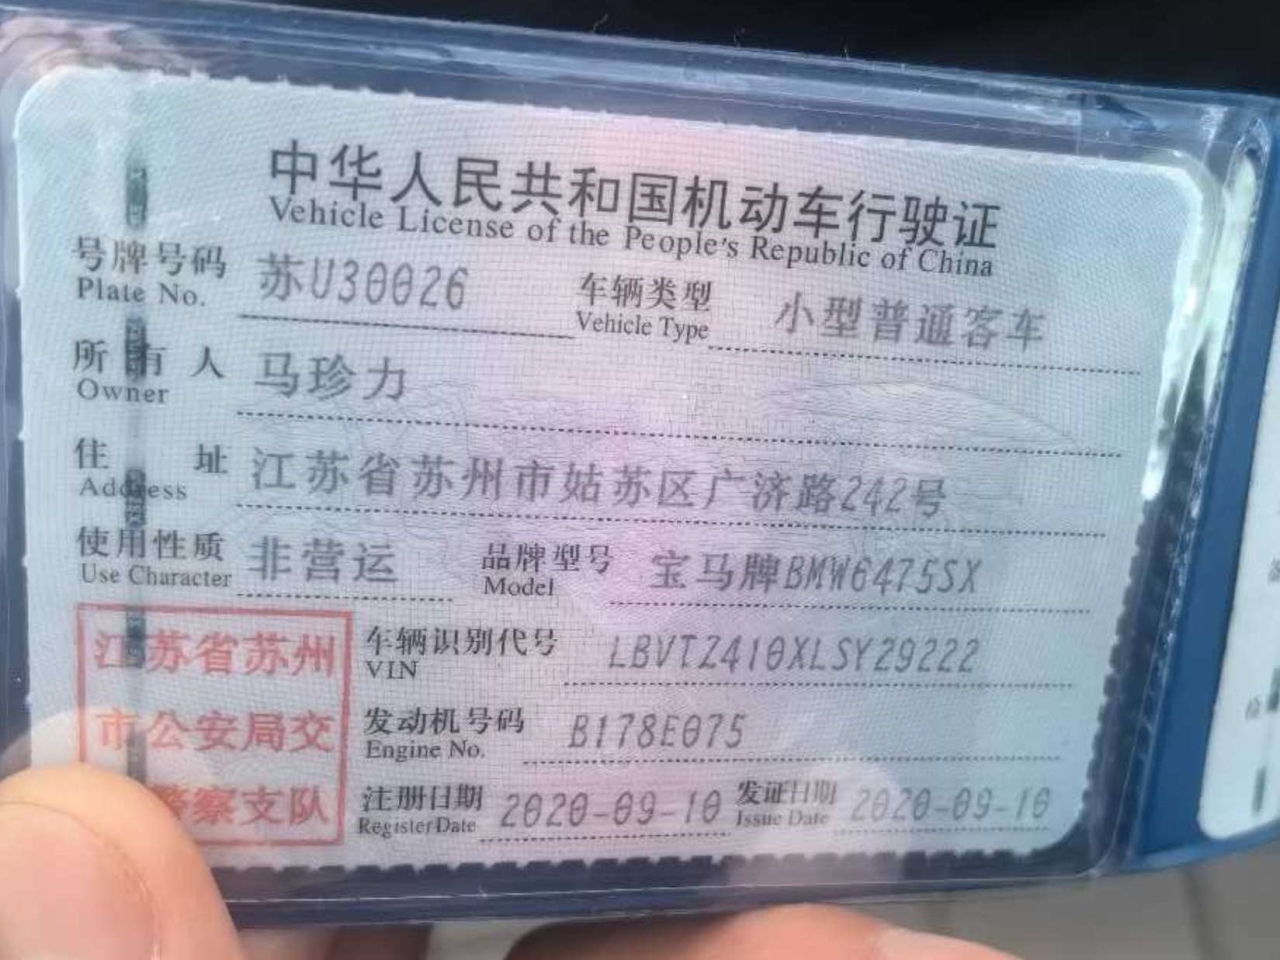 中华人民共和国机动车行驶证
Vehicle License of the People's Republic of China
号牌号码 苏U30026 车辆类型 小型普通客车
Plate No. Vehicle Type
所有人 马珍力
Owner
住址 江苏省苏州市姑苏区广济路242号
Address
使用性质 非营运 品牌型号 宝马牌BMW6475SX
Use Character Model
江苏省苏州
市公安局交
警察支队
车辆识别代号 LBVTZ410XLSY29222
VIN
发动机号码 B178E075
Engine No.
注册日期 2020-09-10 发证日期 2020-09-10
Register Date Issue Date